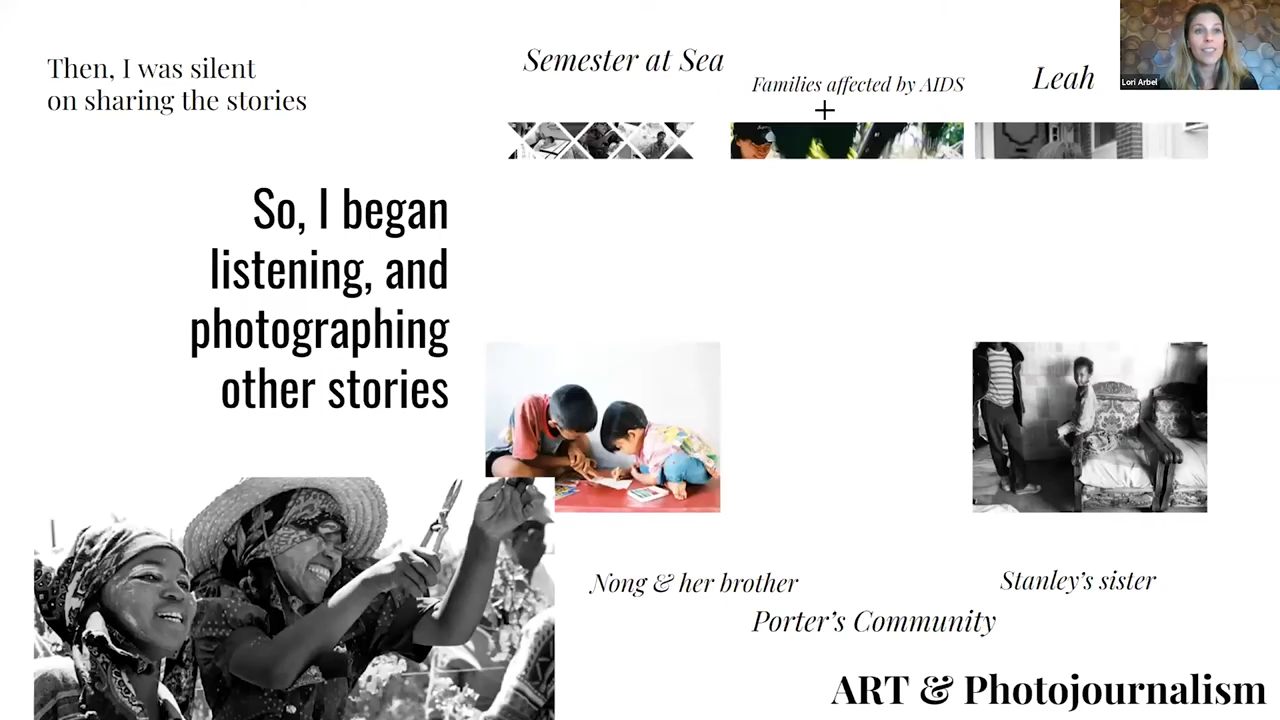 Then, I was silent
on sharing the stories
Semester at Sea
Families affected by AIDS
+
Leah
Lori Arbel
So, I began
listening, and
photographing
other stories
Nong & her brother
Stanley's sister
Porter's Community
ART & Photojournalism